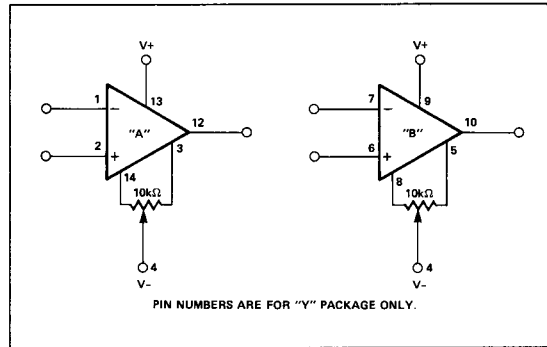 V+
V+
1
13
7
9
−
12
−
10
"A"
"B"
2
3
6
5
+
+
14
8
10kΩ
10kΩ
4
4
V−
V−
PIN NUMBERS ARE FOR "Y" PACKAGE ONLY.